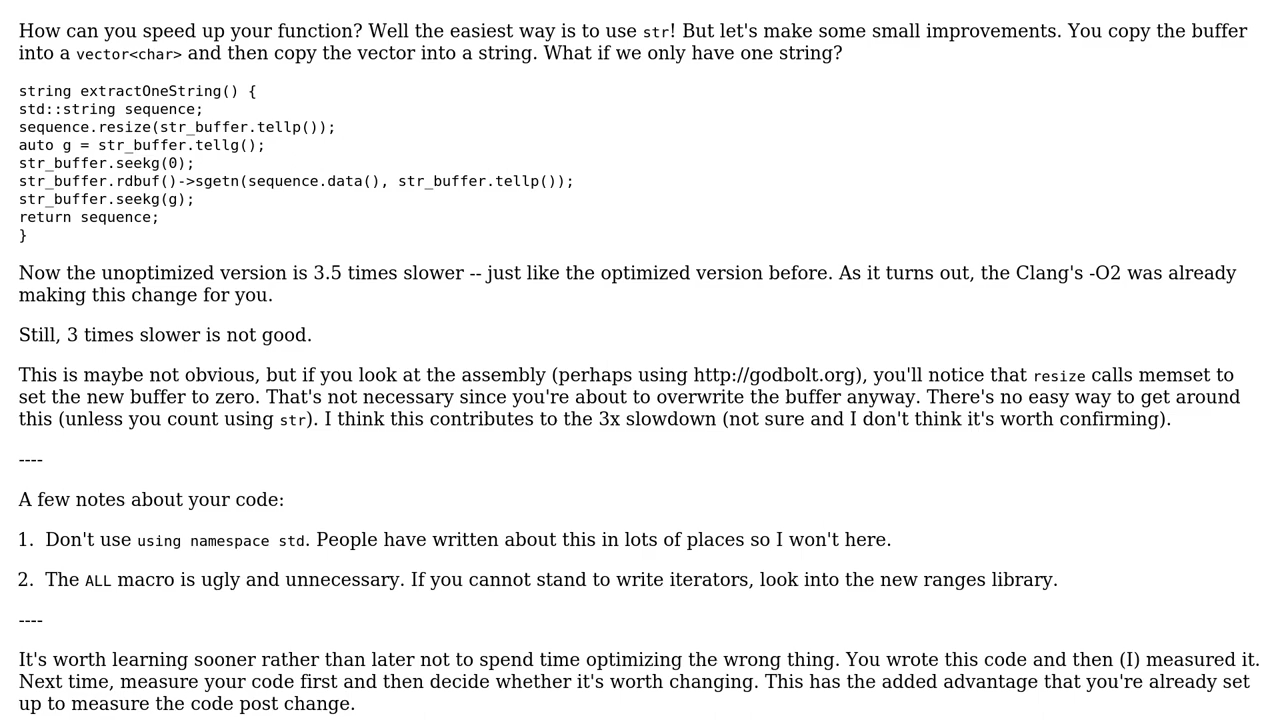 How can you speed up your function? Well the easiest way is to use str! But let's make some small improvements. You copy the buffer
into a vector<char> and then copy the vector into a string. What if we only have one string?
string extractOneString() {
std::string sequence;
sequence.resize(str_buffer.tellp());
auto g = str_buffer.tellg();
str_buffer.seekg(0);
str_buffer.rdbuf()->sgetn(sequence.data(), str_buffer.tellp());
str_buffer.seekg(g);
return sequence;
}
Now the unoptimized version is 3.5 times slower -- just like the optimized version before. As it turns out, the Clang's -O2 was already
making this change for you.
Still, 3 times slower is not good.
This is maybe not obvious, but if you look at the assembly (perhaps using http://godbolt.org), you'll notice that resize calls memset to
set the new buffer to zero. That's not necessary since you're about to overwrite the buffer anyway. There's no easy way to get around
this (unless you count using str). I think this contributes to the 3x slowdown (not sure and I don't think it's worth confirming).
----
A few notes about your code:
1. Don't use using namespace std. People have written about this in lots of places so I won't here.
2. The ALL macro is ugly and unnecessary. If you cannot stand to write iterators, look into the new ranges library.
----
It's worth learning sooner rather than later not to spend time optimizing the wrong thing. You wrote this code and then (I) measured it.
Next time, measure your code first and then decide whether it's worth changing. This has the added advantage that you're already set
up to measure the code post change.